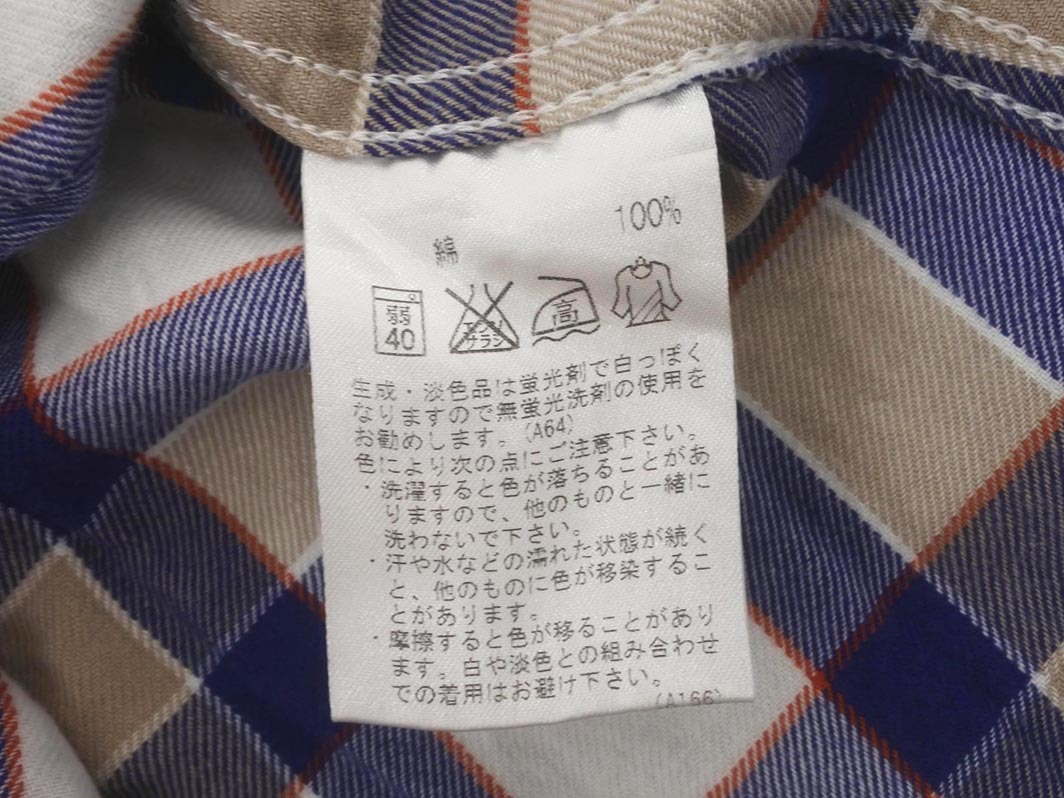 綿 100%
弱 40 エンソ サラシ 高
生成・淡色品は蛍光剤で白っぽく
なりますので無蛍光洗剤の使用を
お勧めします。(A64)
色により次の点にご注意下さい。
・洗濯すると色が落ちることがあ
りますので、他のものと一緒に
洗わないで下さい。
・汗や水などの濡れた状態が続く
と、他のものに色が移染するこ
とがあります。
・摩擦すると色が移ることがあり
ます。白や淡色との組み合わせ
での着用はお避け下さい。
(A166)